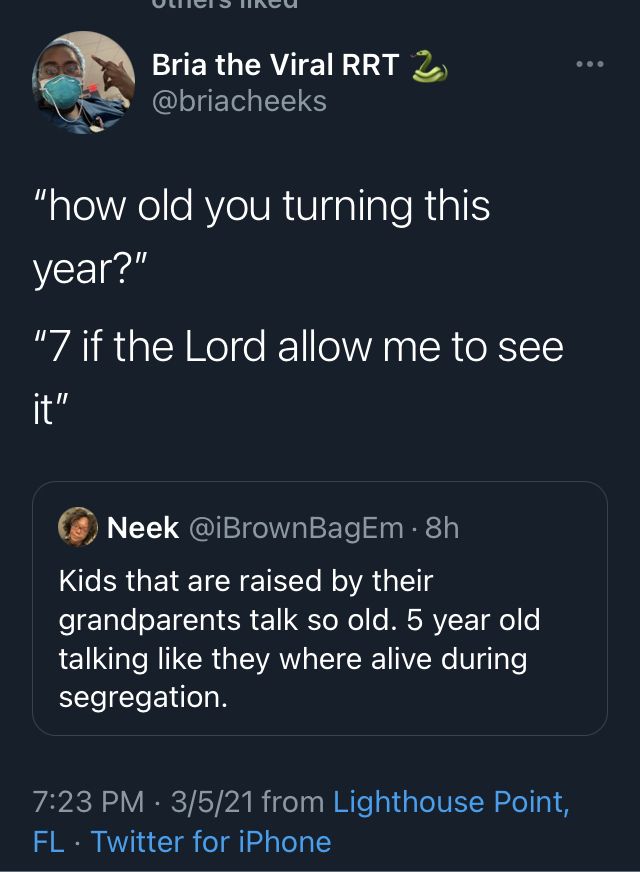 others liked
Bria the Viral RRT 🐍
@briacheeks
“how old you turning this
year?”
“7 if the Lord allow me to see
it”
Neek @iBrownBagEm · 8h
Kids that are raised by their
grandparents talk so old. 5 year old
talking like they where alive during
segregation.
7:23 PM · 3/5/21 from Lighthouse Point,
FL · Twitter for iPhone